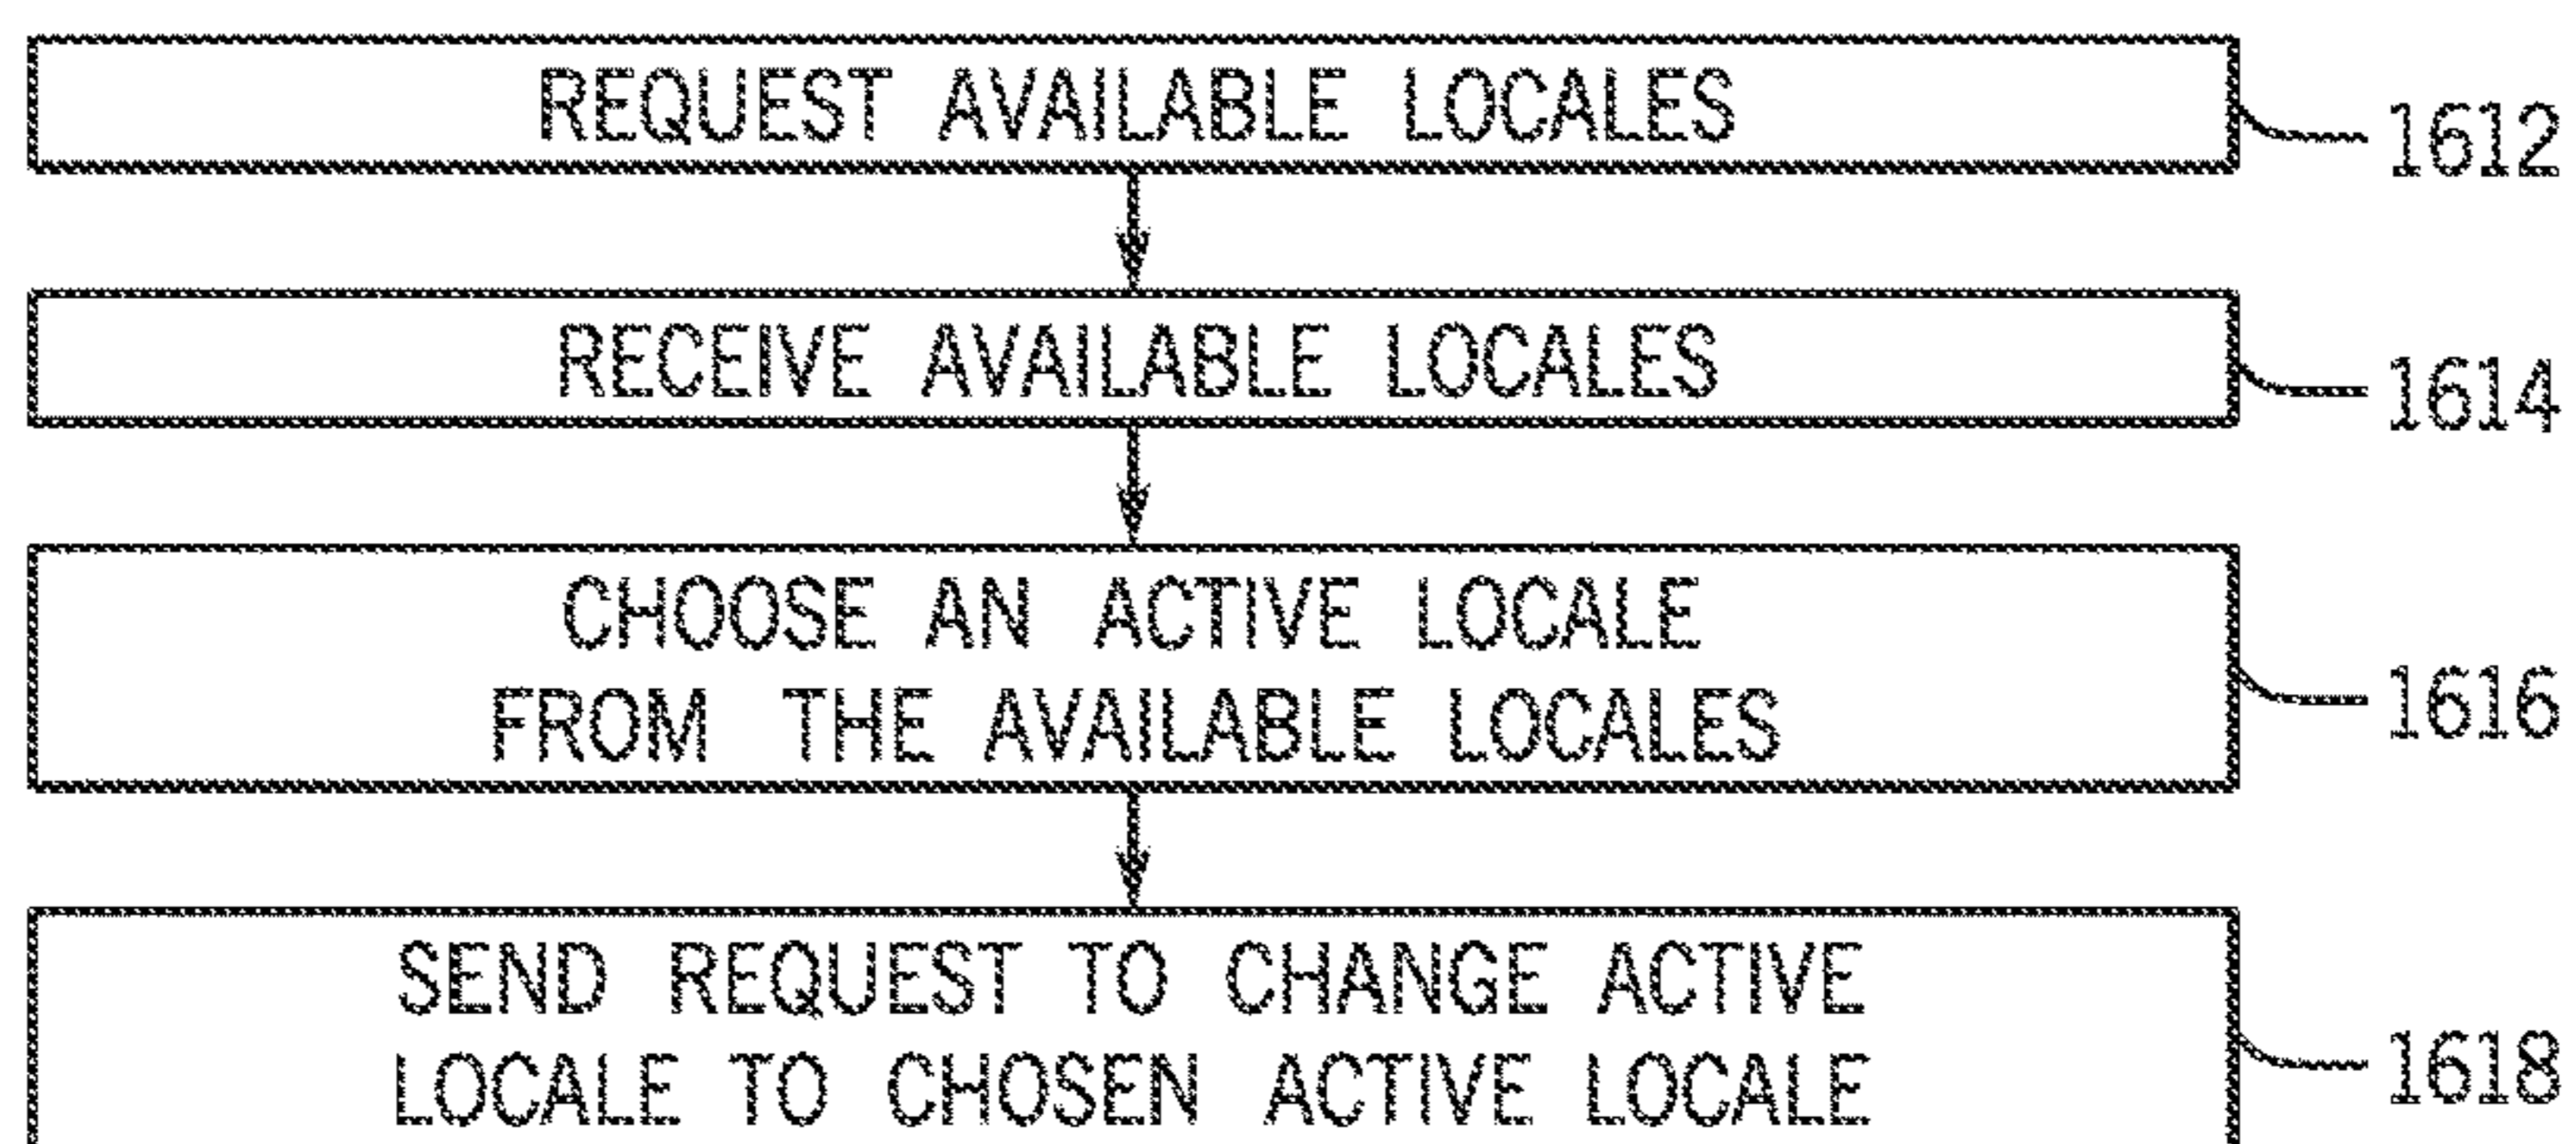 REQUEST AVAILABLE LOCALES
1612
RECEIVE AVAILABLE LOCALES
1614
CHOOSE AN ACTIVE LOCALE
FROM THE AVAILABLE LOCALES
1616
SEND REQUEST TO CHANGE ACTIVE
LOCALE TO CHOSEN ACTIVE LOCALE
1618